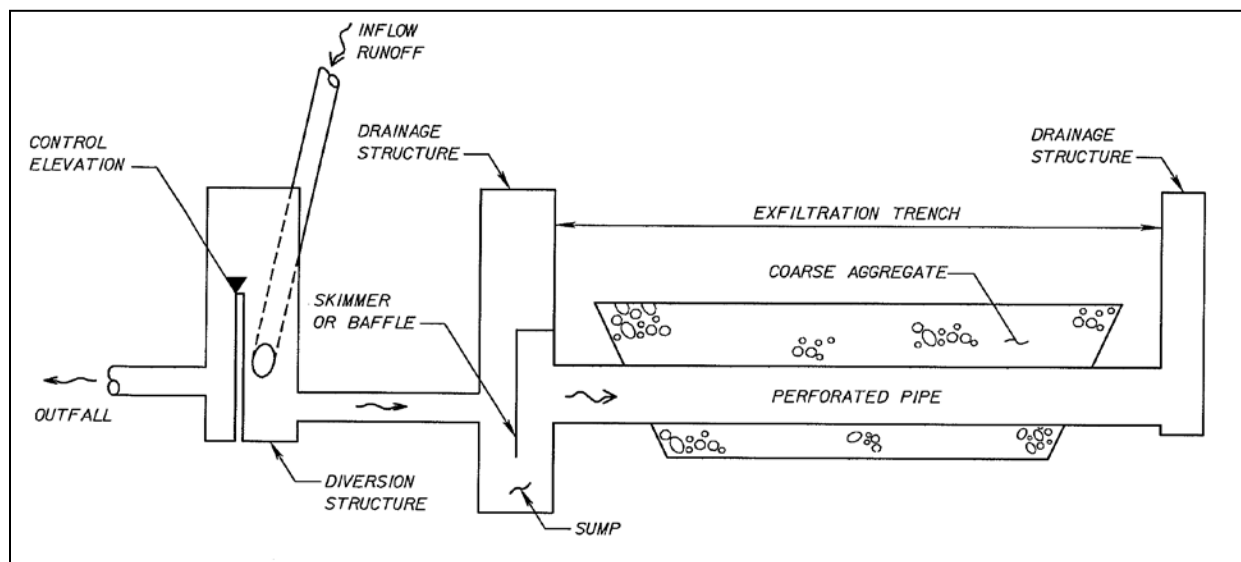 INFLOW
RUNOFF
CONTROL
ELEVATION
DRAINAGE
STRUCTURE
DRAINAGE
STRUCTURE
EXFILTRATION TRENCH
COARSE AGGREGATE
SKIMMER
OR BAFFLE
PERFORATED PIPE
OUTFALL
DIVERSION
STRUCTURE
SUMP